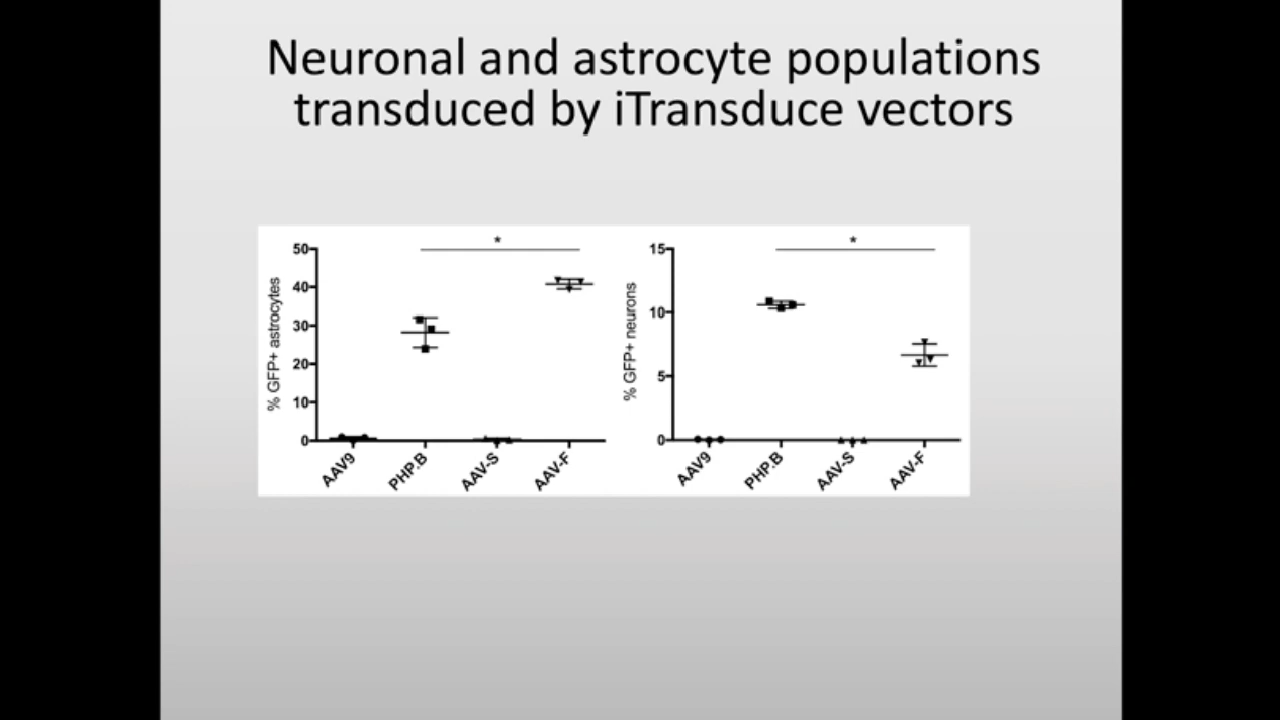 Neuronal and astrocyte populations
transduced by iTransduce vectors
% GFP+ astrocytes
50
40
30
20
10
0
*
AAV9
PHP.B
AAV-S
AAV-F
% GFP+ neurons
15
10
5
0
*
AAV9
PHP.B
AAV-S
AAV-F